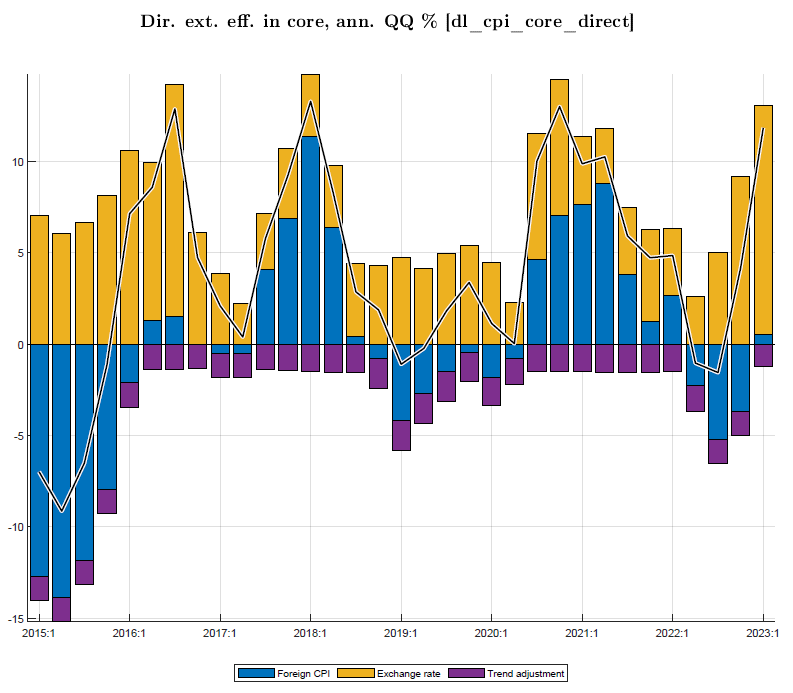 Dir. ext. eff. in core, ann. QQ % [dl_cpi_core_direct]
10
5
0
-5
-10
-15
2015:1 2016:1 2017:1 2018:1 2019:1 2020:1 2021:1 2022:1 2023:1
Foreign CPI Exchange rate Trend adjustment